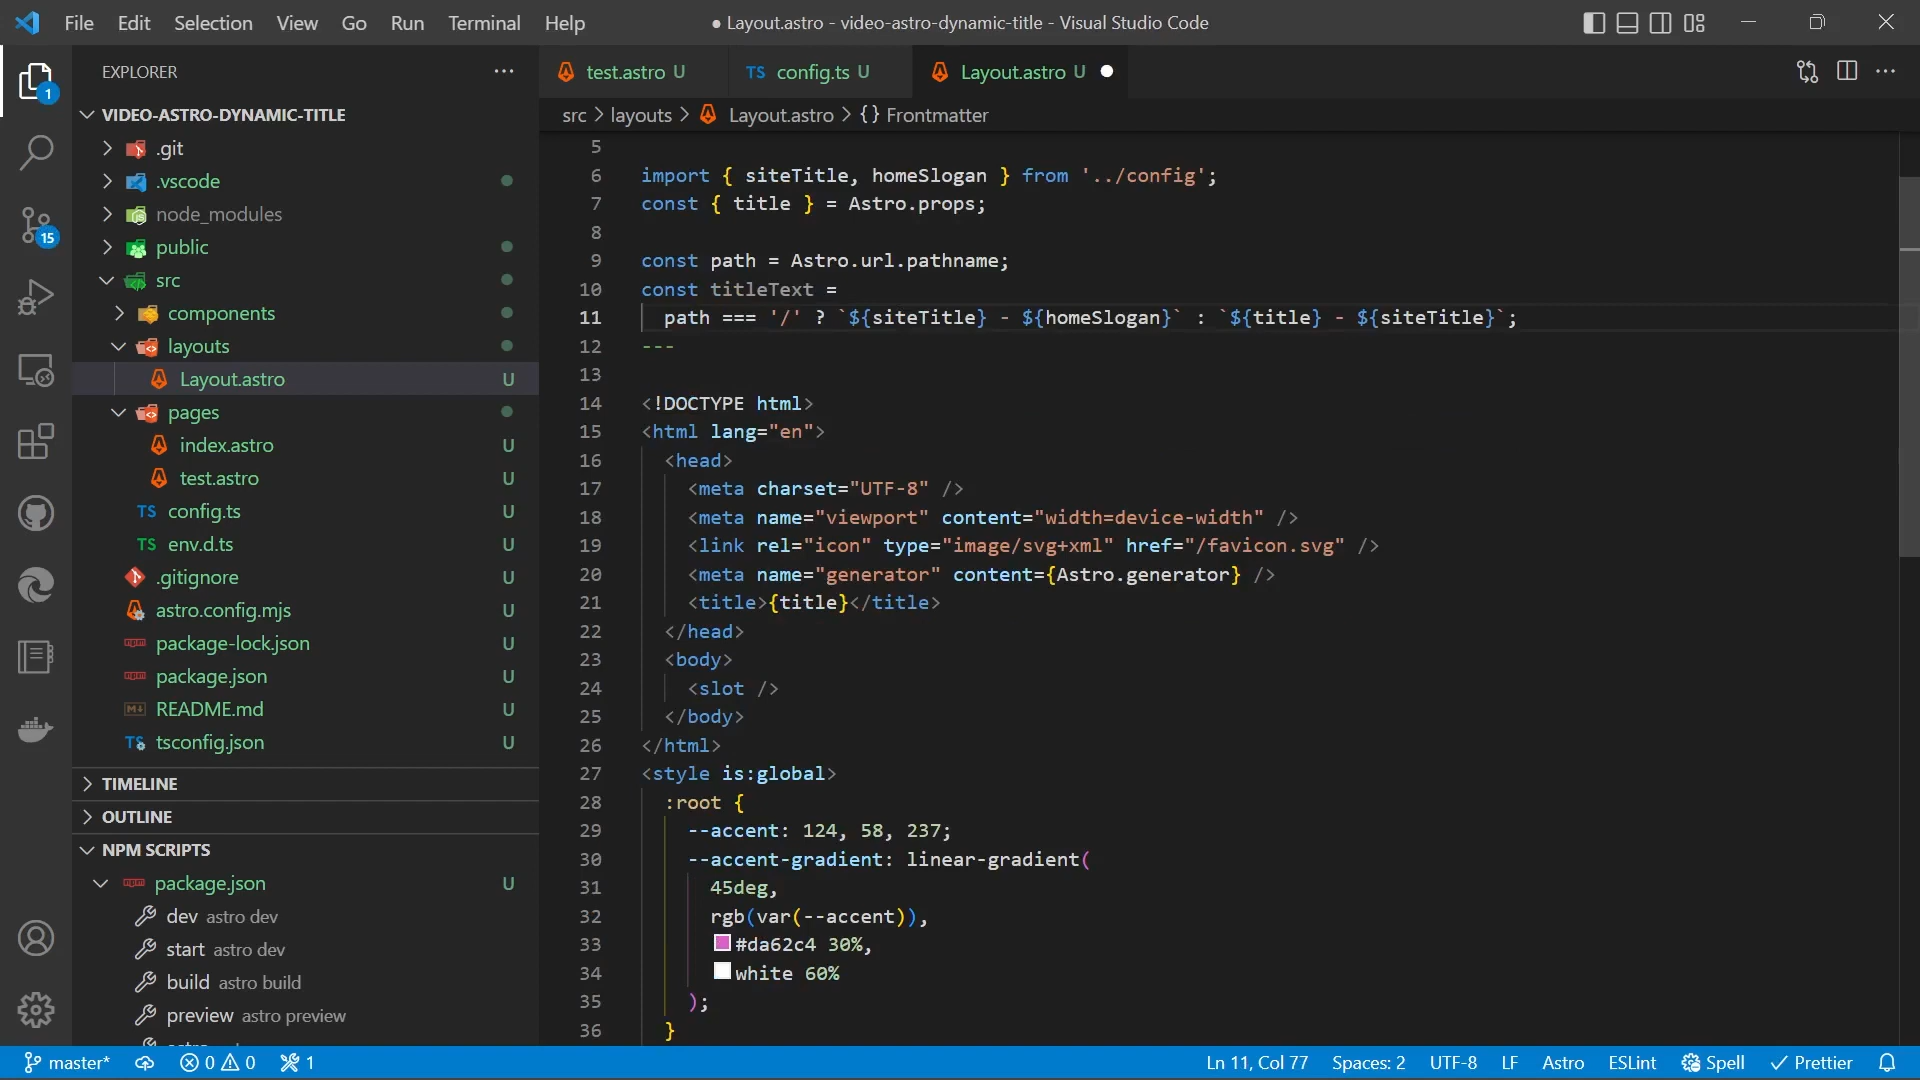 File Edit Selection View Go Run Terminal Help
● Layout.astro - video-astro-dynamic-title - Visual Studio Code
EXPLORER
1
15
VIDEO-ASTRO-DYNAMIC-TITLE
.git
.vscode
node_modules
public
src
components
layouts
Layout.astro U
pages
index.astro U
test.astro U
TS config.ts U
TS env.d.ts U
.gitignore U
astro.config.mjs U
package-lock.json U
package.json U
README.md U
TS tsconfig.json U
TIMELINE
OUTLINE
NPM SCRIPTS
package.json U
dev astro dev
start astro dev
build astro build
preview astro preview
test.astro U
TS config.ts U
Layout.astro U
src > layouts > Layout.astro > {} Frontmatter
5
6 import { siteTitle, homeSlogan } from '../config';
7 const { title } = Astro.props;
8
9 const path = Astro.url.pathname;
10 const titleText =
11 path === '/' ? `${siteTitle} - ${homeSlogan}` : `${title} - ${siteTitle}`;
12 ---
13
14 <!DOCTYPE html>
15 <html lang="en">
16 <head>
17 <meta charset="UTF-8" />
18 <meta name="viewport" content="width=device-width" />
19 <link rel="icon" type="image/svg+xml" href="/favicon.svg" />
20 <meta name="generator" content={Astro.generator} />
21 <title>{title}</title>
22 </head>
23 <body>
24 <slot />
25 </body>
26 </html>
27 <style is:global>
28 :root {
29 --accent: 124, 58, 237;
30 --accent-gradient: linear-gradient(
31 45deg,
32 rgb(var(--accent)),
33 #da62c4 30%,
34 white 60%
35 );
36 }
master* 0 0 1
Ln 11, Col 77 Spaces: 2 UTF-8 LF Astro ESLint Spell Prettier